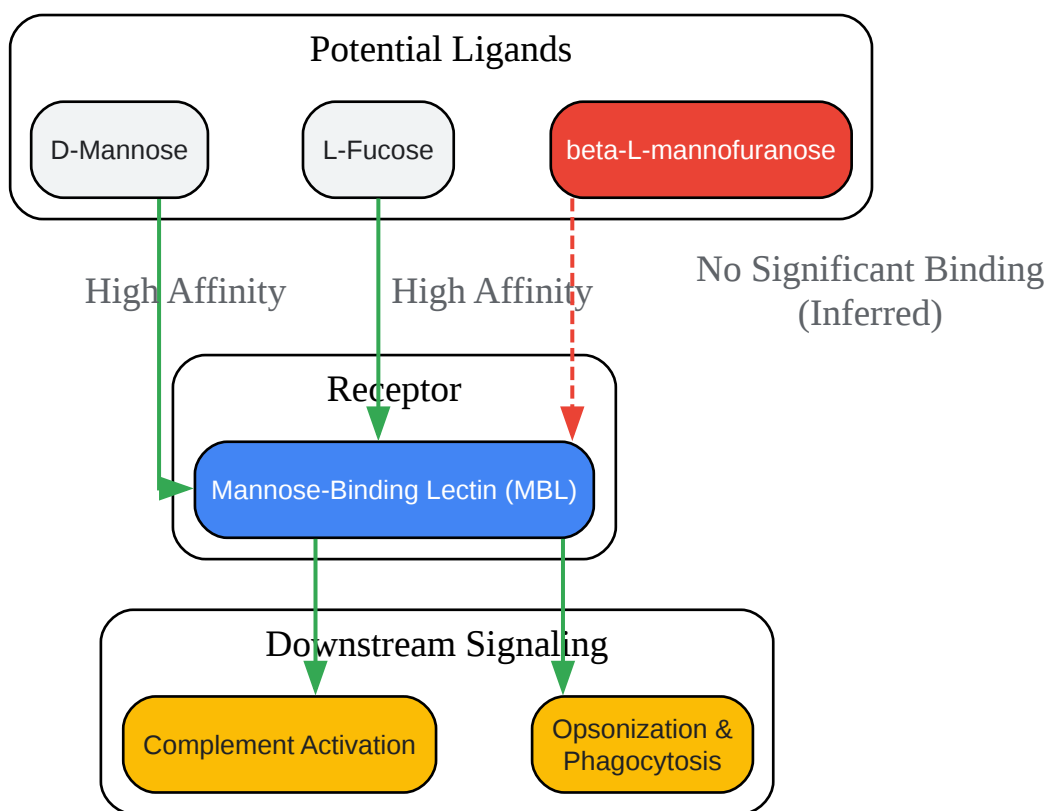 Potential Ligands
D-Mannose
L-Fucose
beta-L-mannofuranose
High Affinity
High Affinity
No Significant Binding
(Inferred)
Receptor
Mannose-Binding Lectin (MBL)
Downstream Signaling
Complement Activation
Opsonization &
Phagocytosis